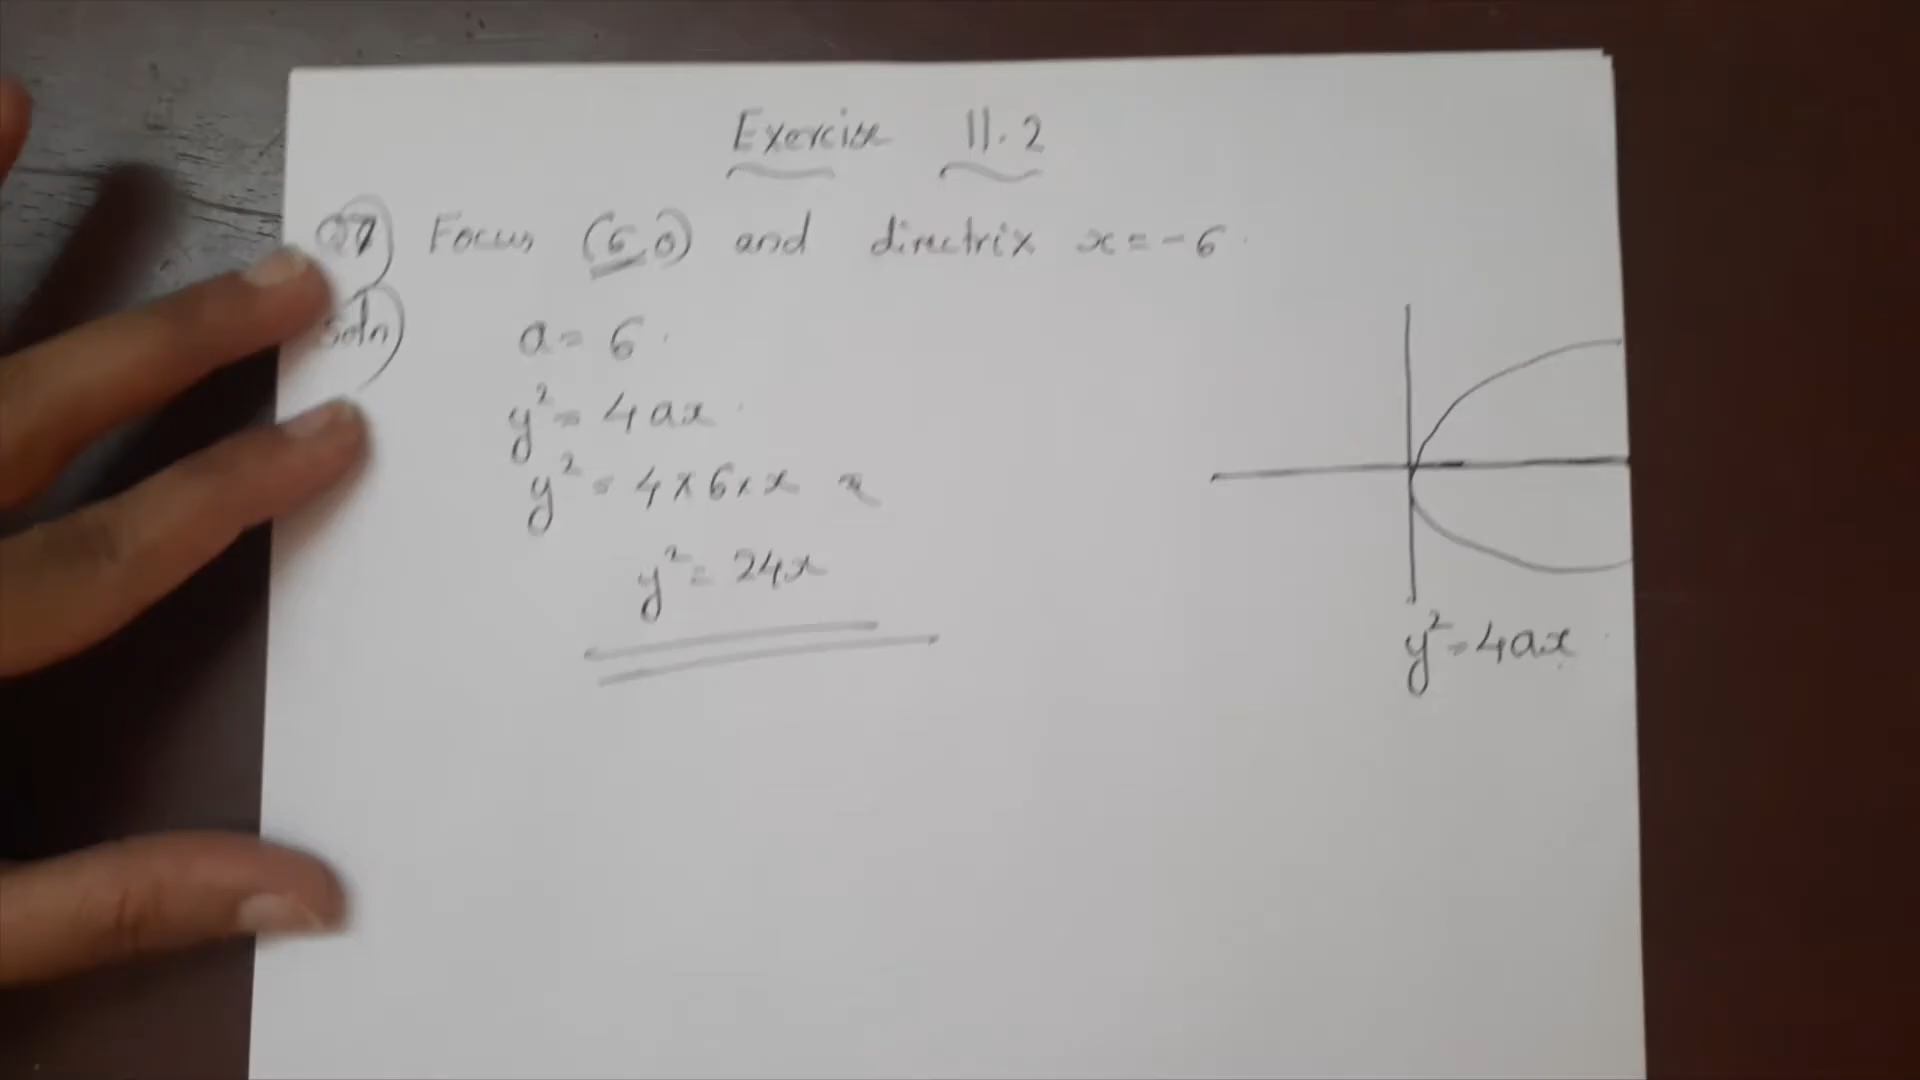 Exercise 11.2
Q7) Focus (6,0) and directrix x = -6.
Soln)
a = 6.
y² = 4ax.
y² = 4×6×x x
y² = 24x
y² = 4ax